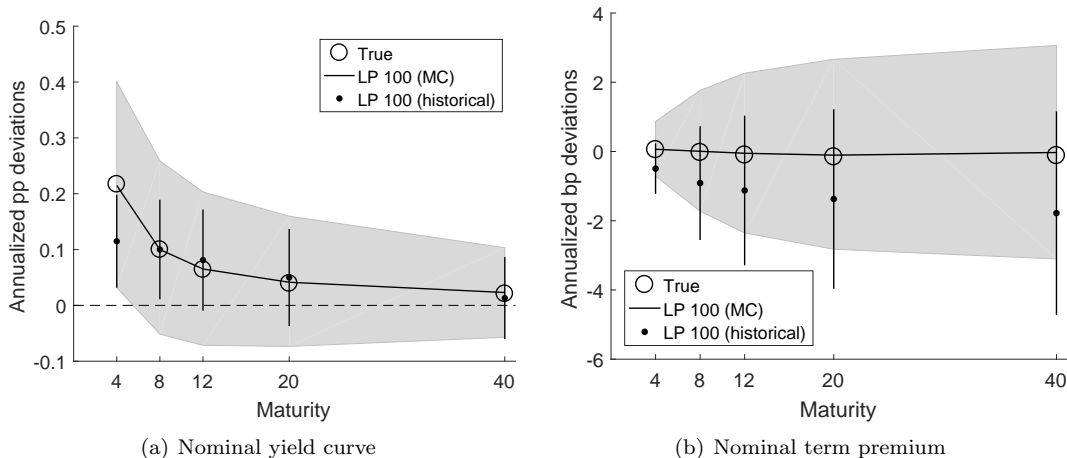 0.5
0.4
0.3
0.2
0.1
0
-0.1
Annualized pp deviations
True
LP 100 (MC)
LP 100 (historical)
4
8
12
20
40
Maturity
(a) Nominal yield curve
4
2
0
-2
-4
-6
Annualized bp deviations
True
LP 100 (MC)
LP 100 (historical)
4
8
12
20
40
Maturity
(b) Nominal term premium